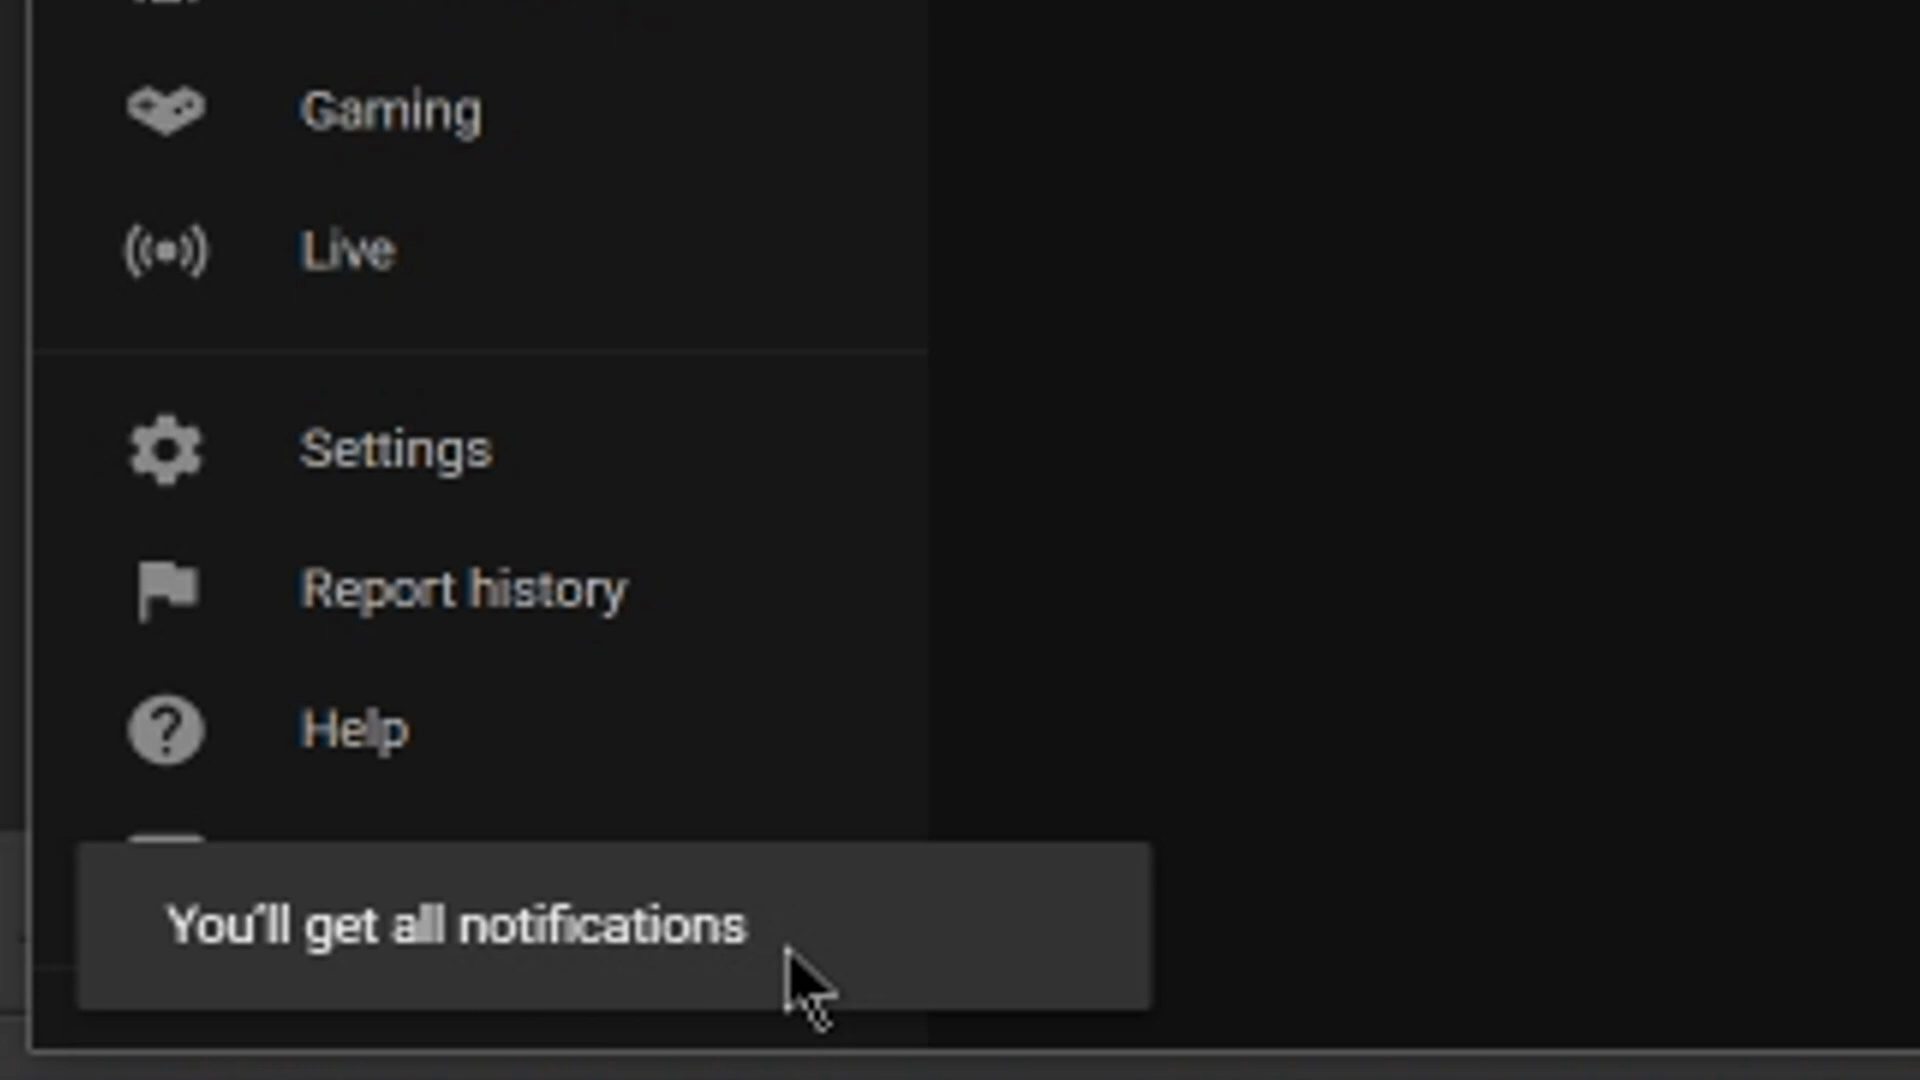 Gaming
Live
Settings
Report history
Help
You'll get all notifications